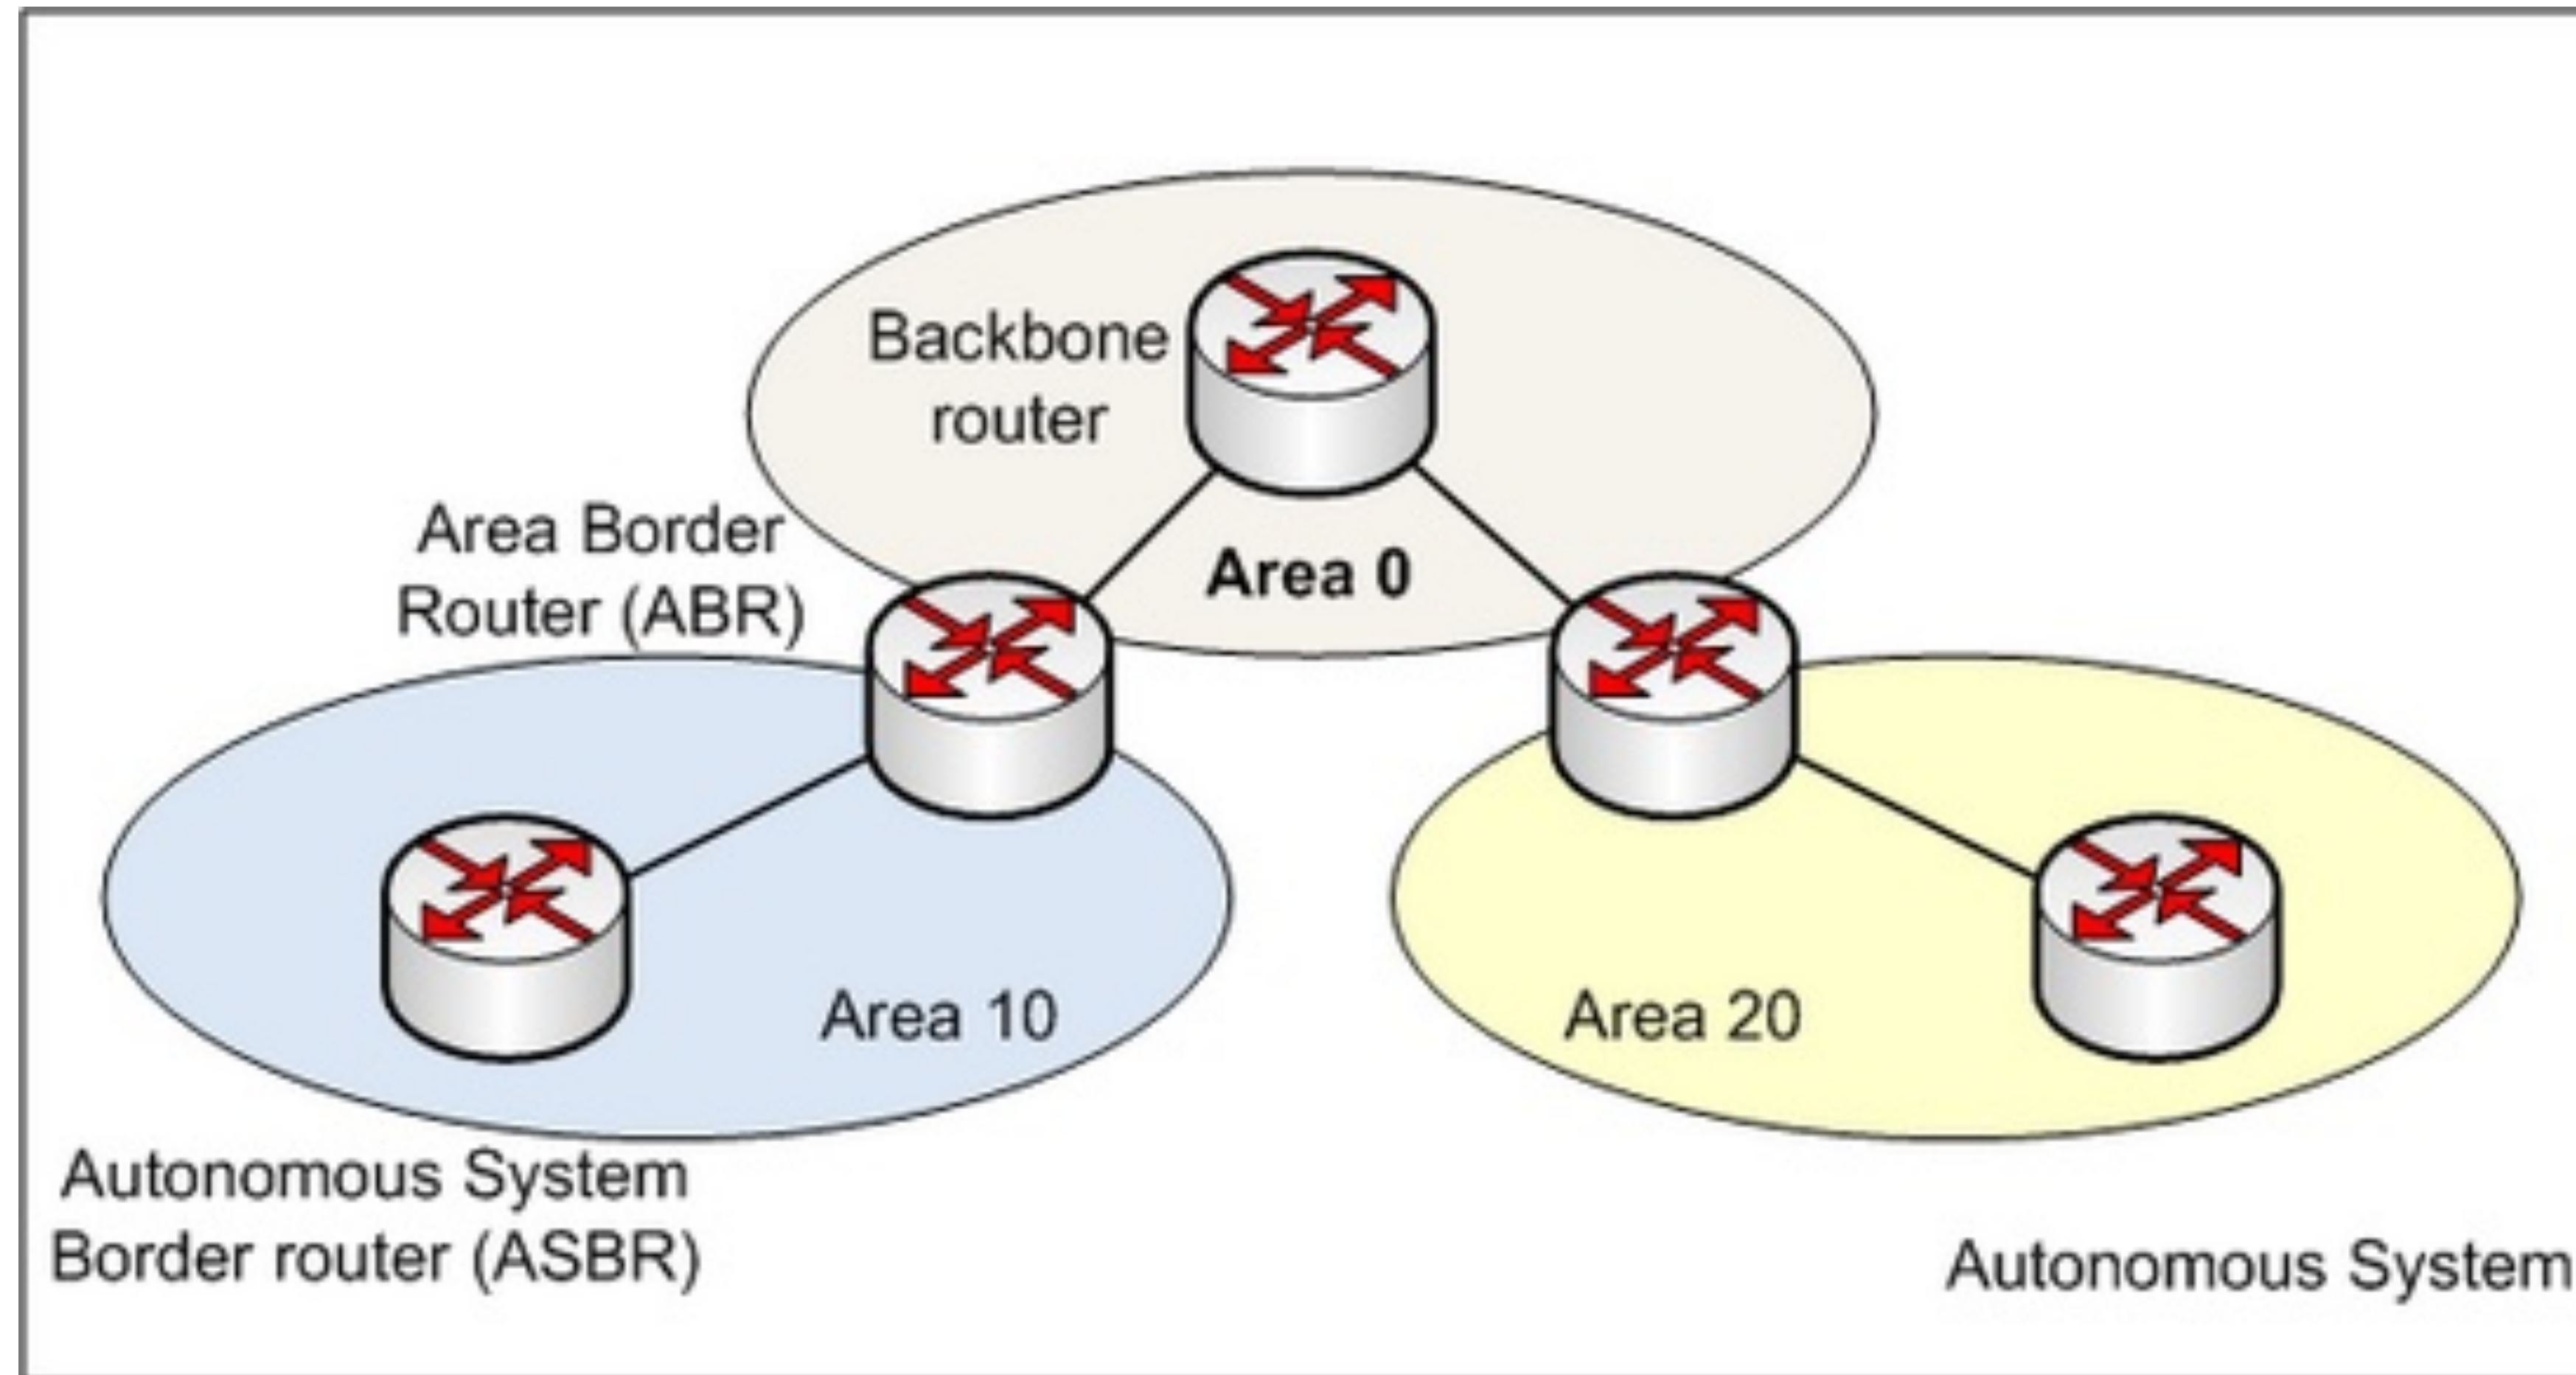 Backbone
router
Area Border
Router (ABR)
Area 0
Area 10
Area 20
Autonomous System
Border router (ASBR)
Autonomous System